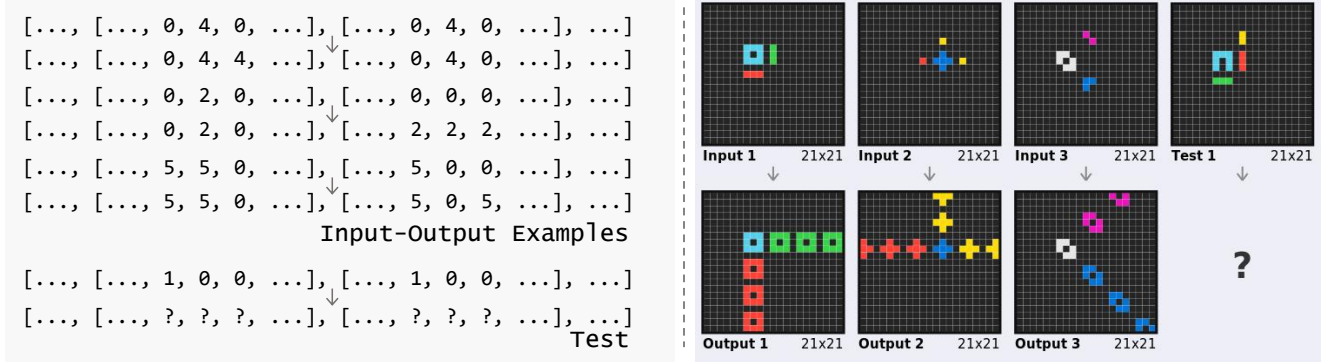 [..., [..., 0, 4, 0, ...], [..., 0, 4, 0, ...], ...]
↓
[..., [..., 0, 4, 4, ...], [..., 0, 4, 0, ...], ...]
[..., [..., 0, 2, 0, ...], [..., 0, 0, 0, ...], ...]
↓
[..., [..., 0, 2, 0, ...], [..., 2, 2, 2, ...], ...]
[..., [..., 5, 5, 0, ...], [..., 5, 0, 0, ...], ...]
↓
[..., [..., 5, 5, 0, ...], [..., 5, 0, 5, ...], ...]
Input-Output Examples
[..., [..., 1, 0, 0, ...], [..., 1, 0, 0, ...], ...]
↓
[..., [..., ?, ?, ?, ...], [..., ?, ?, ?, ...], ...]
Test
Input 1 21x21
Input 2 21x21
Input 3 21x21
Test 1 21x21
↓ ↓ ↓ ↓
?
Output 1 21x21
Output 2 21x21
Output 3 21x21